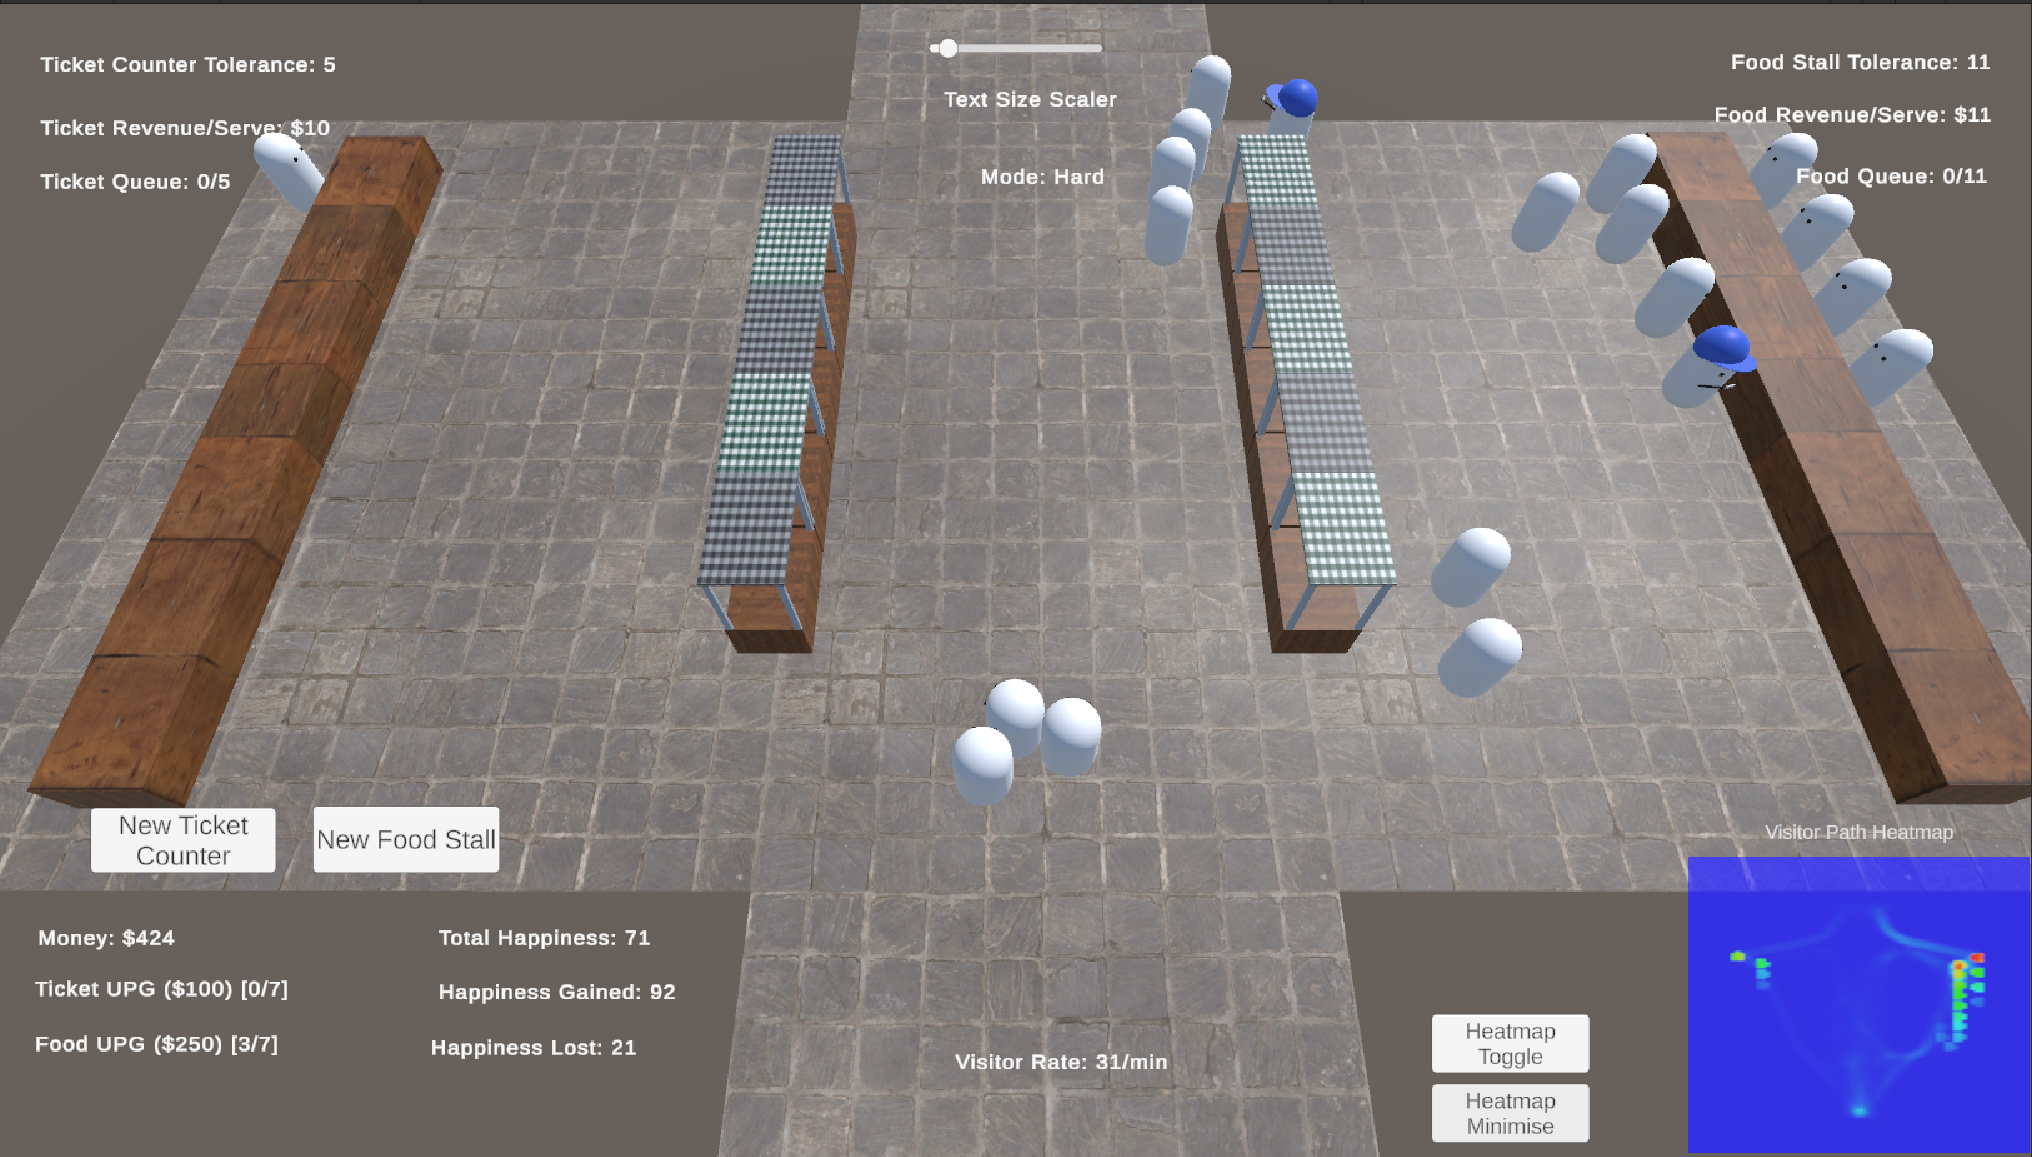 Ticket Counter Tolerance: 5
Ticket Revenue/Serve: $10
Ticket Queue: 0/5
Text Size Scaler
Mode: Hard
Food Stall Tolerance: 11
Food Revenue/Serve: $11
Food Queue: 0/11
New Ticket
Counter
New Food Stall
Visitor Path Heatmap
Money: $424
Ticket UPG ($100) [0/7]
Food UPG ($250) [3/7]
Total Happiness: 71
Happiness Gained: 92
Happiness Lost: 21
Visitor Rate: 31/min
Heatmap
Toggle
Heatmap
Minimise